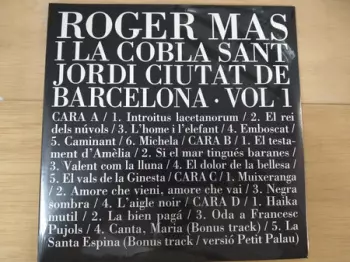 ROGER MAS
I LA COBLA SANT
JORDI CIUTAT DE
BARCELONA · VOL 1
CARA A / 1. Introitus lacetanorum / 2. El rei
dels núvols / 3. L'home i l'elefant / 4. Emboscat /
5. Caminant / 6. Michela / CARA B / 1. El testa-
ment d'Amèlia / 2. Si el mar tingués baranes /
3. Valent com la lluna / 4. El dolor de la bellesa /
5. El vals de la Ginesta / CARA C / 1. Muixeranga
/ 2. Amore che vieni, amore che vai / 3. Negra
sombra / 4. L'aigle noir / CARA D / 1. Haika
mutil / 2. La bien pagá / 3. Oda a Francesc
Pujols / 4. Canta, Maria (Bonus track) / 5. La
Santa Espina (Bonus track / versió Petit Palau)